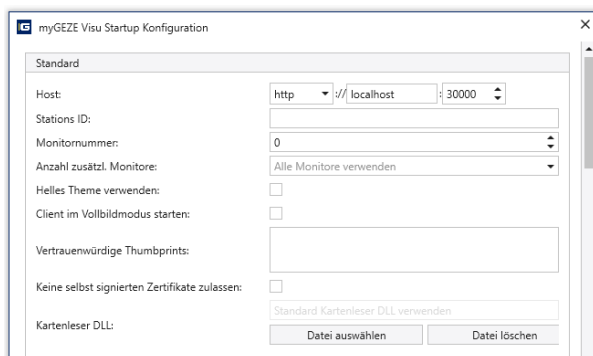 myGEZE Visu Startup Konfiguration
Standard
Host: http :// localhost : 30000
Stations ID:
Monitornummer: 0
Anzahl zusätzl. Monitore: Alle Monitore verwenden
Helles Theme verwenden:
Client im Vollbildmodus starten:
Vertrauenwürdige Thumbprints:
Keine selbst signierten Zertifikate zulassen:
Standard Kartenleser DLL verwenden
Kartenleser DLL:
Datei auswählen Datei löschen